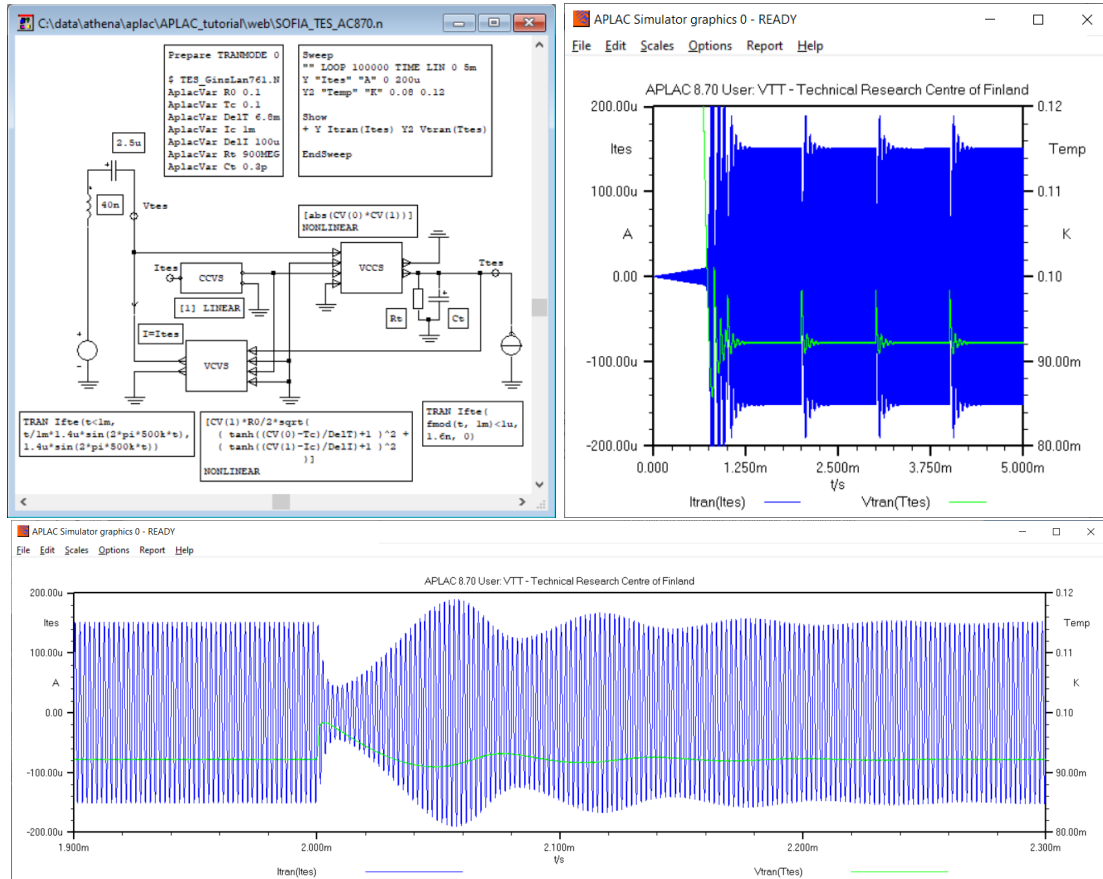 C:\data\athena\aplac\APLAC_tutorial\web\SOFIA_TES_AC870.n
Prepare TRANMODE 0
$ TES_GinzLan761.N
AplacVar R0 0.1
AplacVar Tc 0.1
AplacVar DelT 6.8m
AplacVar Ic 1m
AplacVar DelI 100u
AplacVar Rt 900MEG
AplacVar Ct 0.3p
Sweep
"" LOOP 100000 TIME LIN 0 5m
Y "Ites" "A" 0 200u
Y2 "Temp" "K" 0.08 0.12
Show
+ Y Itran(Ites) Y2 Vtran(Ttes)
EndSweep
2.5u
40n
Vtes
[abs(CV(0)*CV(1))]
NONLINEAR
VCCS
Ites
CCVS
[1] LINEAR
Ttes
Rt
Ct
I=Ites
VCVS
TRAN Ifte(t<1m,
t/1m*1.4u*sin(2*pi*500k*t),
1.4u*sin(2*pi*500k*t))
[CV(1)*R0/2*sqrt(
( tanh((CV(0)-Tc)/DelT)+1 )^2 +
( tanh((CV(1)-Ic)/DelI)+1 )^2
)]
NONLINEAR
TRAN Ifte(
fmod(t, 1m)<1u,
1.6n, 0)
APLAC Simulator graphics 0 - READY
File Edit Scales Options Report Help
APLAC 8.70 User: VTT - Technical Research Centre of Finland
200.00u
Ites
100.00u
A
0.00
-100.00u
-200.00u
0.12
Temp
0.11
K
0.10
90.00m
80.00m
0.000 1.250m 2.500m 3.750m 5.000m
t/s
Itran(Ites) Vtran(Ttes)
APLAC Simulator graphics 0 - READY
File Edit Scales Options Report Help
APLAC 8.70 User: VTT - Technical Research Centre of Finland
200.00u
Ites
100.00u
A
0.00
-100.00u
-200.00u
0.12
Temp
0.11
K
0.10
90.00m
80.00m
1.900m 2.000m 2.100m 2.200m 2.300m
t/s
Itran(Ites) Vtran(Ttes)